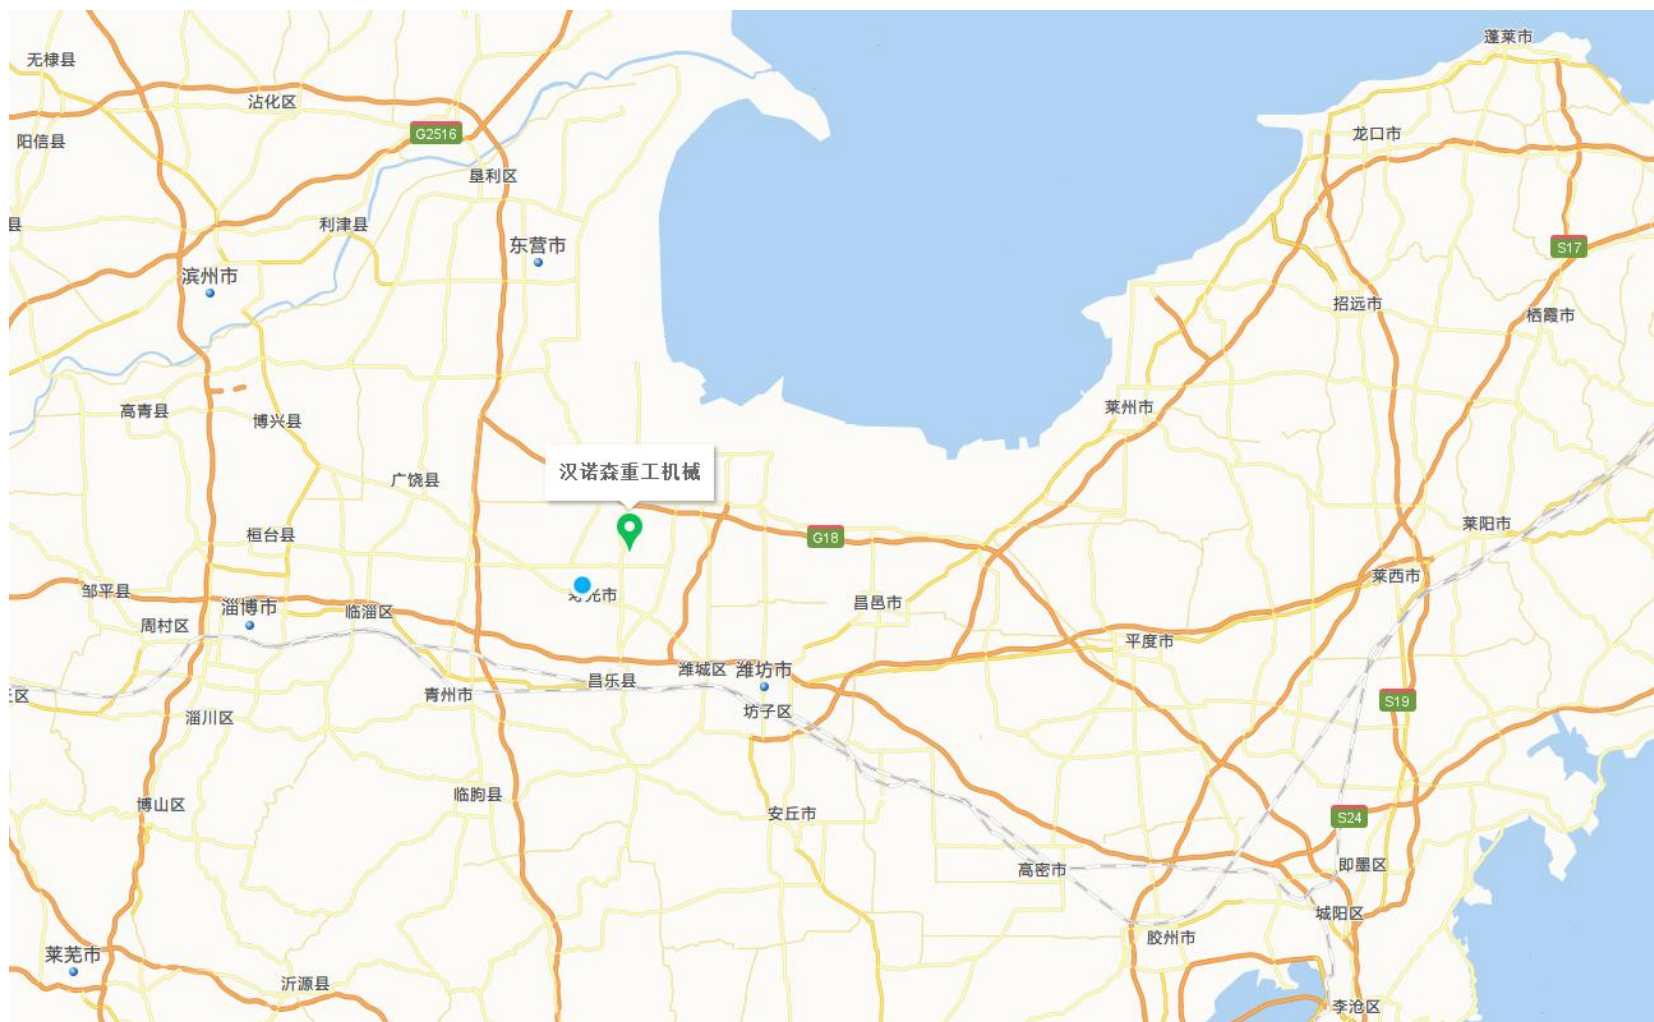 蓬莱市
无棣县
沾化区
G2516
龙口市
阳信县
垦利区
县
利津县
东营市
S17
滨州市
招远市
栖霞市
高青县
博兴县
莱州市
汉诺森重工机械
广饶县
莱阳市
桓台县
G18
莱西市
邹平县
淄博市
临淄区
光市
昌邑市
周村区
平度市
潍城区
潍坊市
昌乐县
青州市
区
淄川区
坊子区
S19
临朐县
博山区
安丘市
S24
高密市
即墨区
城阳区
胶州市
莱芜市
沂源县
李沧区